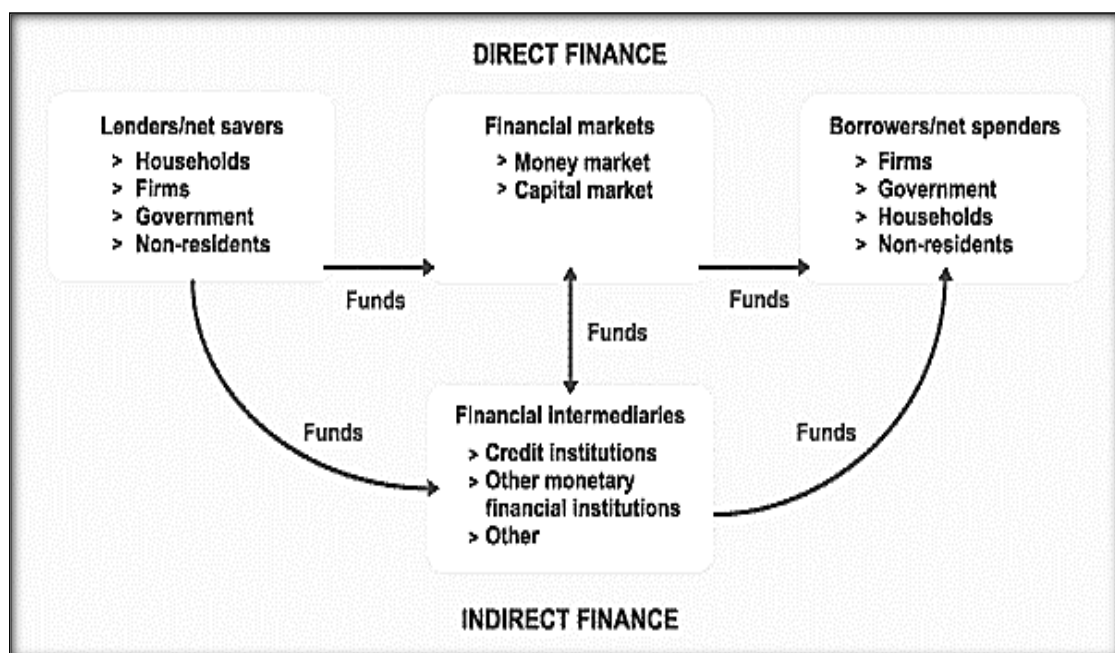 DIRECT FINANCE
Lenders/net savers
> Households
> Firms
> Government
> Non-residents
Financial markets
> Money market
> Capital market
Borrowers/net spenders
> Firms
> Government
> Households
> Non-residents
Funds
Funds
Funds
Funds
Funds
Financial intermediaries
> Credit institutions
> Other monetary
financial institutions
> Other
INDIRECT FINANCE